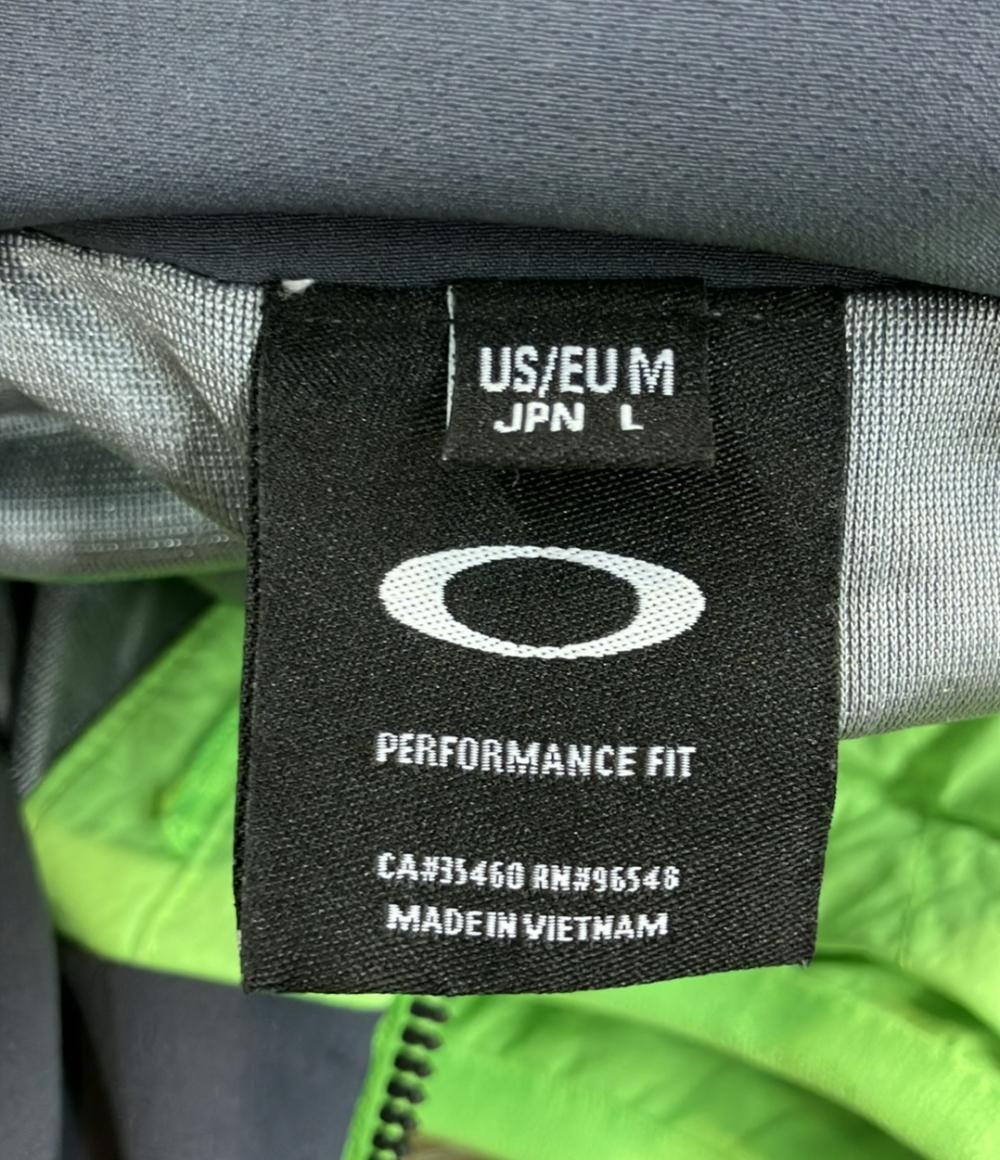 US/EU M
JPN L
PERFORMANCE FIT
CA#35460 RN#96548
MADE IN VIETNAM